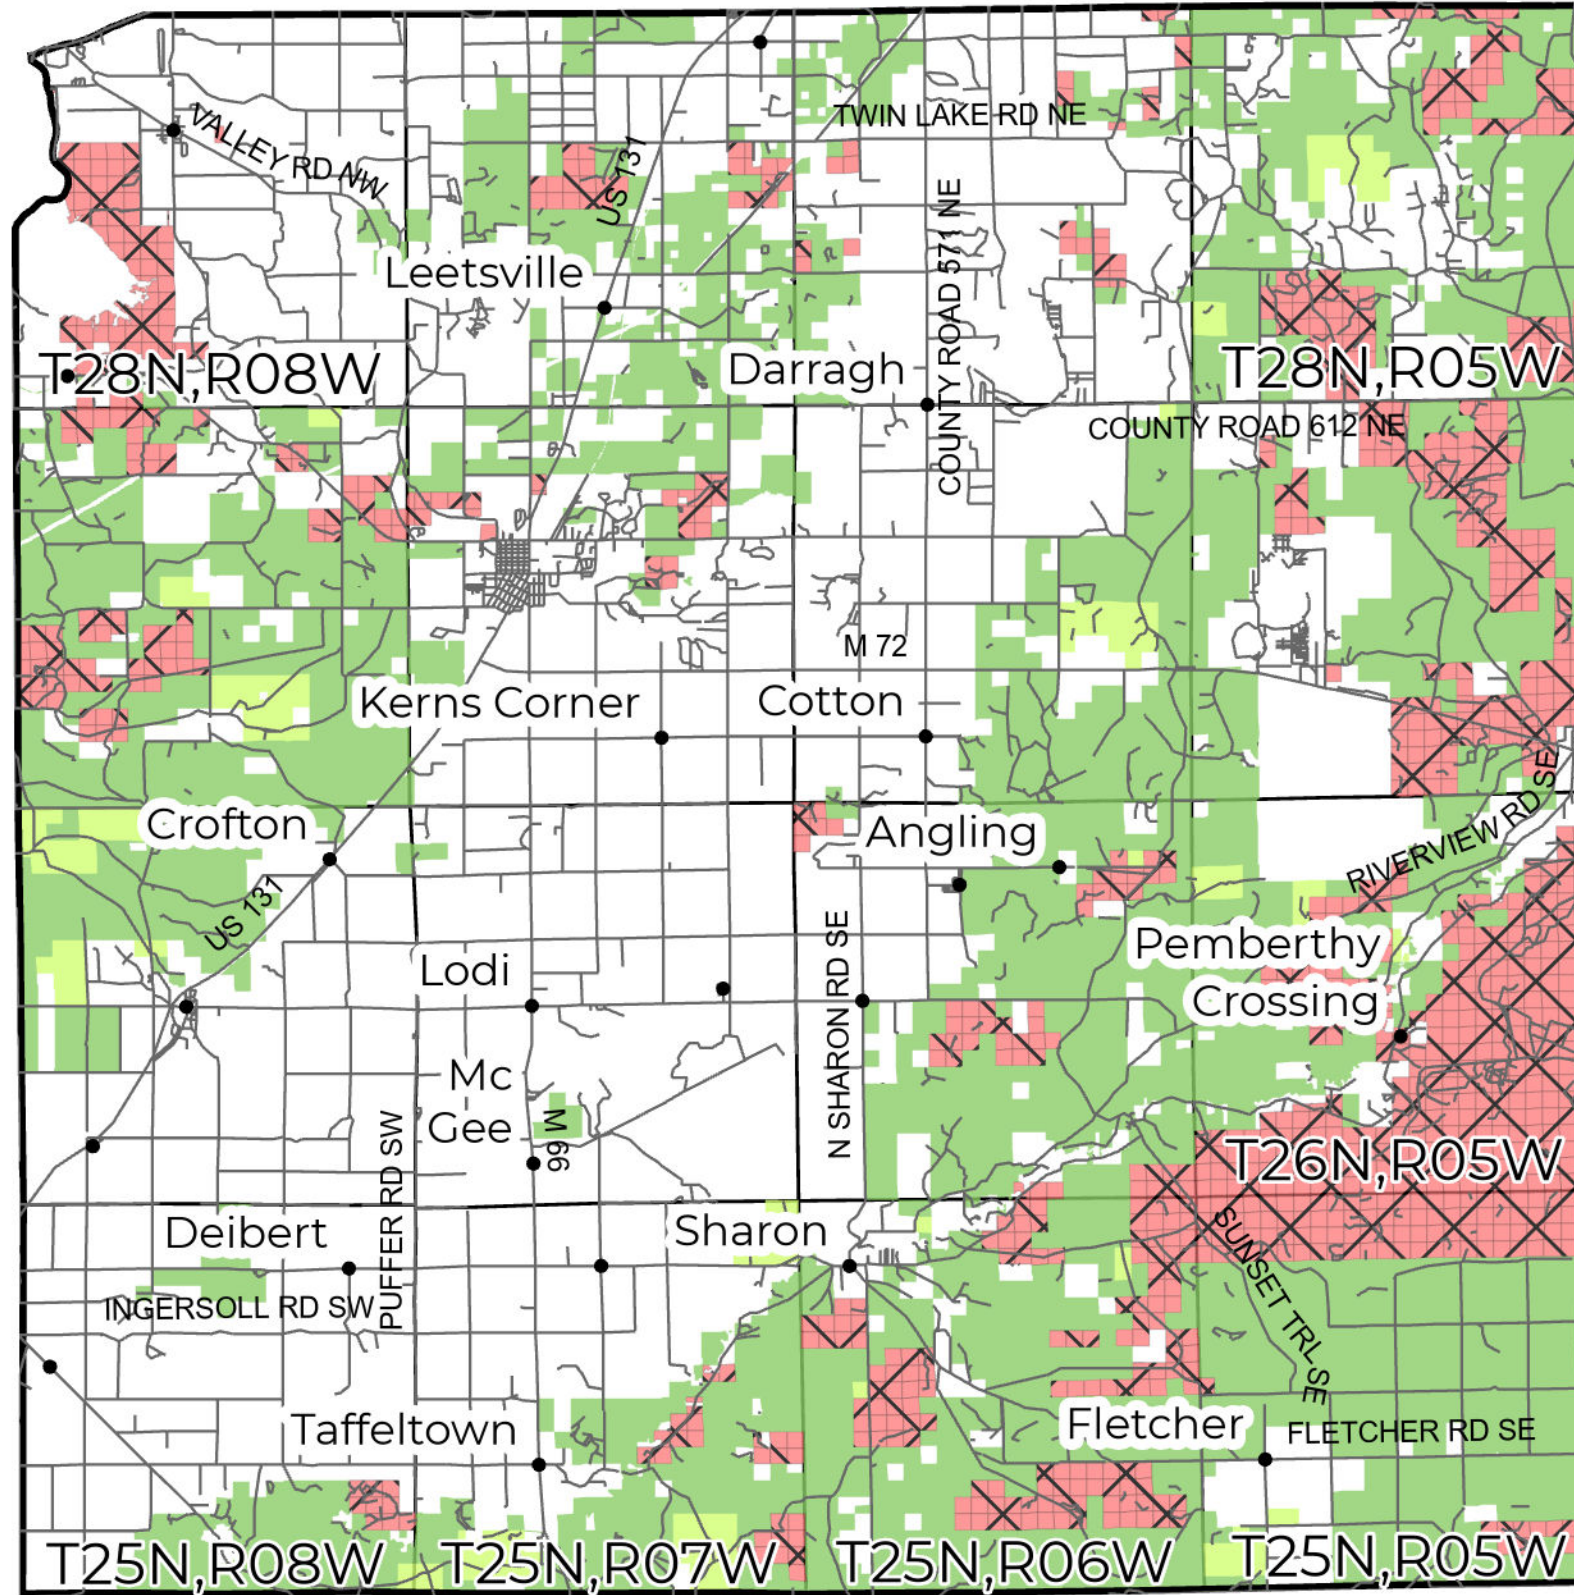 TWIN LAKE RD NE
VALLEY RD NW
US 131
COUNTY ROAD 571 NE
Leetsville
Darragh
T28N,R08W
T28N,R05W
COUNTY ROAD 612 NE
M 72
Kerns Corner
Cotton
Crofton
Angling
RIVERVIEW RD SE
US 131
N SHARON RD SE
Lodi
Pemberthy
Crossing
Mc
Gee
M 66
PUFFER RD SW
T26N,R05W
Deibert
Sharon
SUNSET TRL SE
INGERSOLL RD SW
Taffeltown
Fletcher
FLETCHER RD SE
T25N,R08W
T25N,R07W
T25N,R06W
T25N,R05W